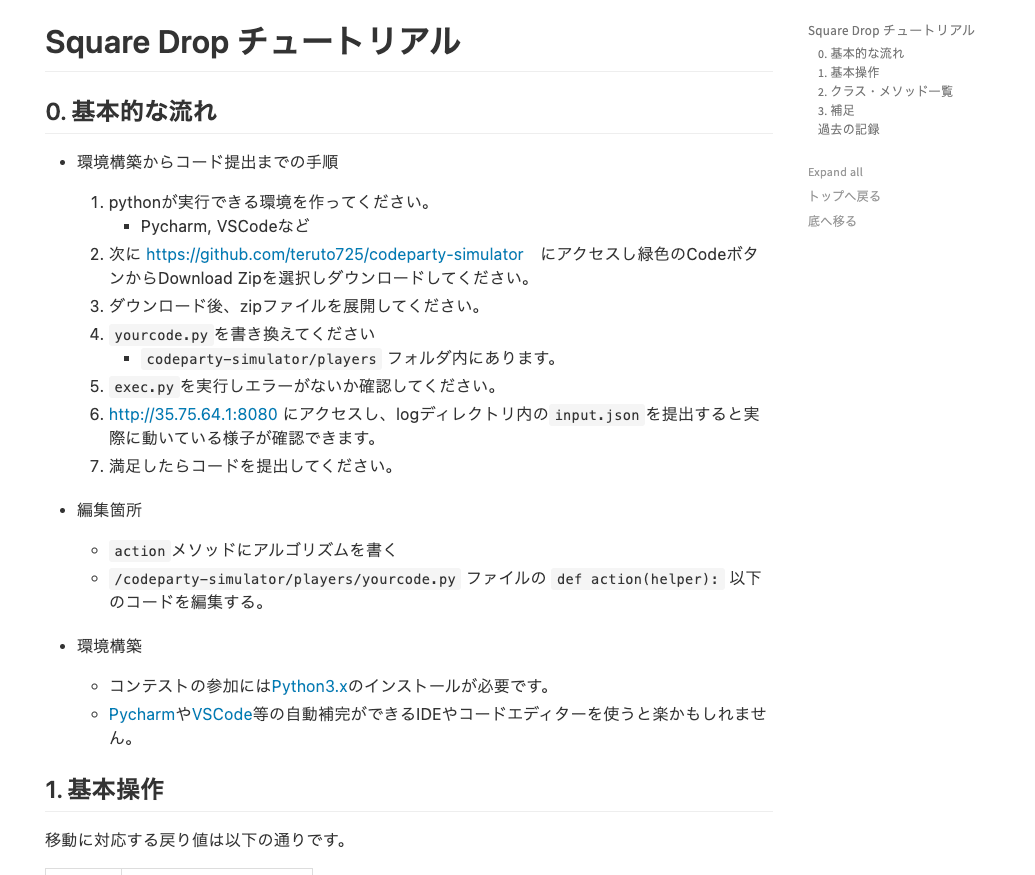 Square Drop チュートリアル
0. 基本的な流れ
• 環境構築からコード提出までの手順
1. pythonが実行できる環境を作ってください。
▪ Pycharm, VSCodeなど
2. 次に https://github.com/teruto725/codeparty-simulator　にアクセスし緑色のCodeボタ
ンからDownload Zipを選択しダウンロードしてください。
3. ダウンロード後、zipファイルを展開してください。
4. yourcode.py を書き換えてください
▪ codeparty-simulator/players フォルダ内にあります。
5. exec.py を実行しエラーがないか確認してください。
6. http://35.75.64.1:8080 にアクセスし、logディレクトリ内の input.json を提出すると実
際に動いている様子が確認できます。
7. 満足したらコードを提出してください。
• 編集箇所
◦ action メソッドにアルゴリズムを書く
◦ /codeparty-simulator/players/yourcode.py ファイルの def action(helper): 以下
のコードを編集する。
• 環境構築
◦ コンテストの参加にはPython3.xのインストールが必要です。
◦ PycharmやVSCode等の自動補完ができるIDEやコードエディターを使うと楽かもしれませ
ん。
1. 基本操作
移動に対応する戻り値は以下の通りです。
Square Drop チュートリアル
0. 基本的な流れ
1. 基本操作
2. クラス・メソッド一覧
3. 補足
過去の記録
Expand all
トップへ戻る
底へ移る